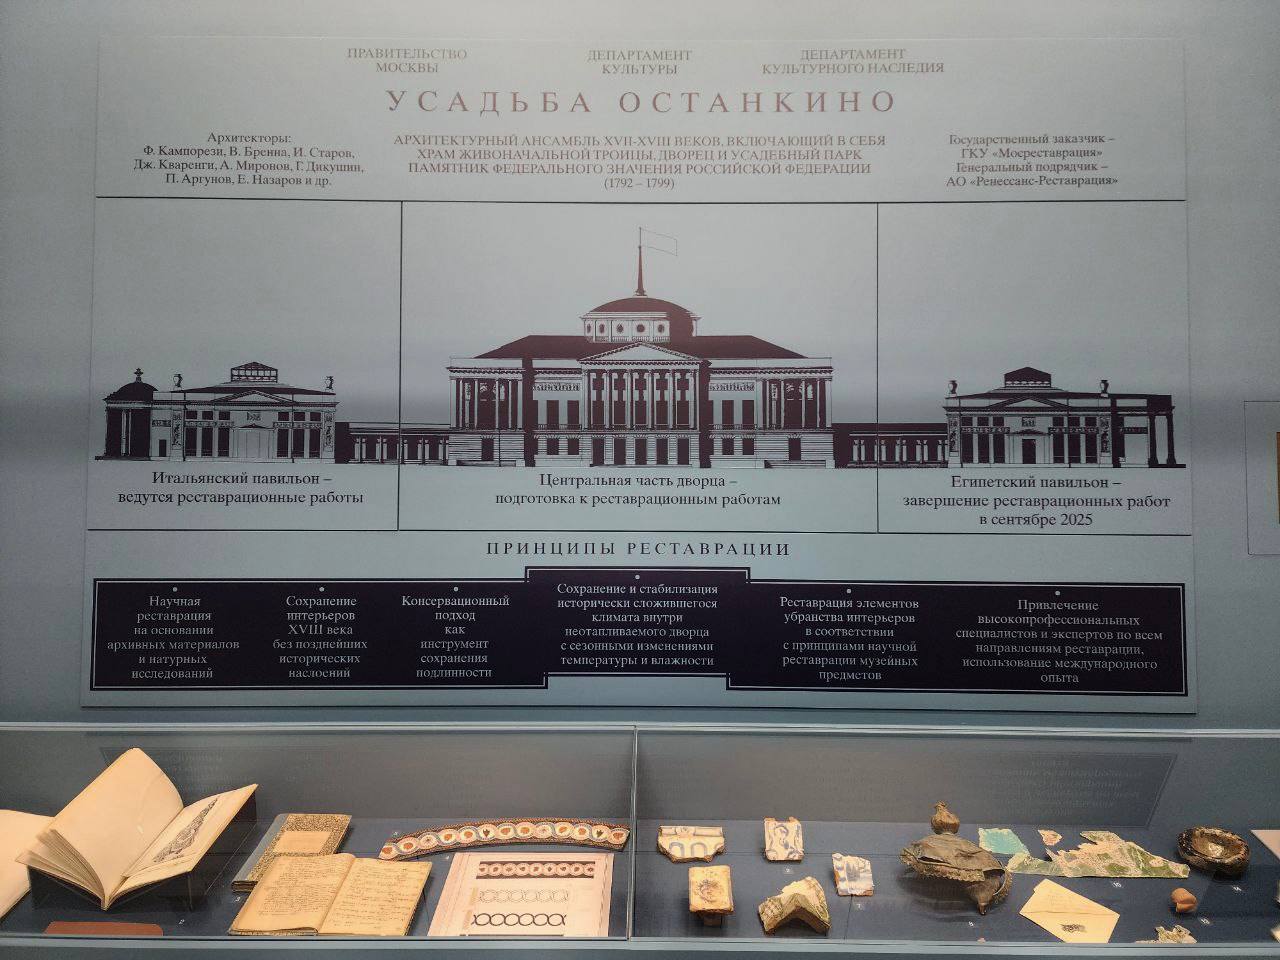 ПРАВИТЕЛЬСТВО
МОСКВЫ
ДЕПАРТАМЕНТ
КУЛЬТУРЫ
ДЕПАРТАМЕНТ
КУЛЬТУРНОГО НАСЛЕДИЯ
УСАДЬБА ОСТАНКИНО
Архитекторы:
Ф. Кампорези, В. Бренна, И. Старов,
Дж. Кваренги, А. Миронов, Г. Дикушин,
П. Аргунов, Е. Назаров и др.
АРХИТЕКТУРНЫЙ АНСАМБЛЬ XVII-XVIII ВЕКОВ, ВКЛЮЧАЮЩИЙ В СЕБЯ
ХРАМ ЖИВОНАЧАЛЬНОЙ ТРОИЦЫ, ДВОРЕЦ И УСАДЕБНЫЙ ПАРК
ПАМЯТНИК ФЕДЕРАЛЬНОГО ЗНАЧЕНИЯ РОССИЙСКОЙ ФЕДЕРАЦИИ
(1792 – 1799)
Государственный заказчик –
ГКУ «Мосреставрация»
Генеральный подрядчик –
АО «Ренессанс-Реставрация»
Итальянский павильон –
ведутся реставрационные работы
Центральная часть дворца –
подготовка к реставрационным работам
Египетский павильон –
завершение реставрационных работ
в сентябре 2025
ПРИНЦИПЫ РЕСТАВРАЦИИ
Научная
реставрация
на основании
архивных материалов
и натурных
исследований
Сохранение
интерьеров
XVIII века
без позднейших
исторических
наслоений
Консервационный
подход
как
инструмент
сохранения
подлинности
Сохранение и стабилизация
исторически сложившегося
климата внутри
неотапливаемого дворца
с сезонными изменениями
температуры и влажности
Реставрация элементов
убранства интерьеров
в соответствии
с принципами научной
реставрации музейных
предметов
Привлечение
высокопрофессиональных
специалистов и экспертов по всем
направлениям реставрации,
использование международного
опыта